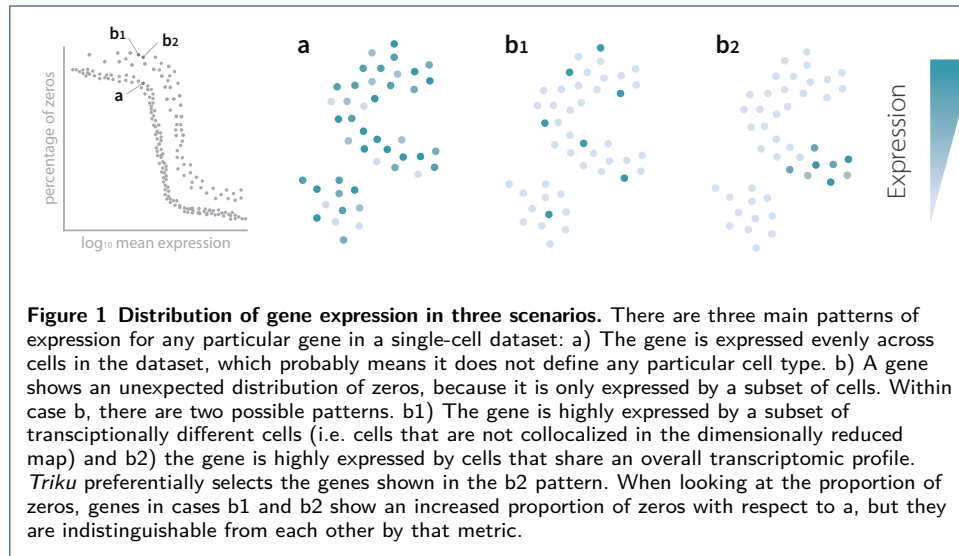 b1
b2
a
percentage of zeros
log10 mean expression
a
b1
b2
Expression
Figure 1 Distribution of gene expression in three scenarios. There are three main patterns of
expression for any particular gene in a single-cell dataset: a) The gene is expressed evenly across
cells in the dataset, which probably means it does not define any particular cell type. b) A gene
shows an unexpected distribution of zeros, because it is only expressed by a subset of cells. Within
case b, there are two possible patterns. b1) The gene is highly expressed by a subset of
transciptionally different cells (i.e. cells that are not collocalized in the dimensionally reduced
map) and b2) the gene is highly expressed by cells that share an overall transcriptomic profile.
Triku preferentially selects the genes shown in the b2 pattern. When looking at the proportion of
zeros, genes in cases b1 and b2 show an increased proportion of zeros with respect to a, but they
are indistinguishable from each other by that metric.